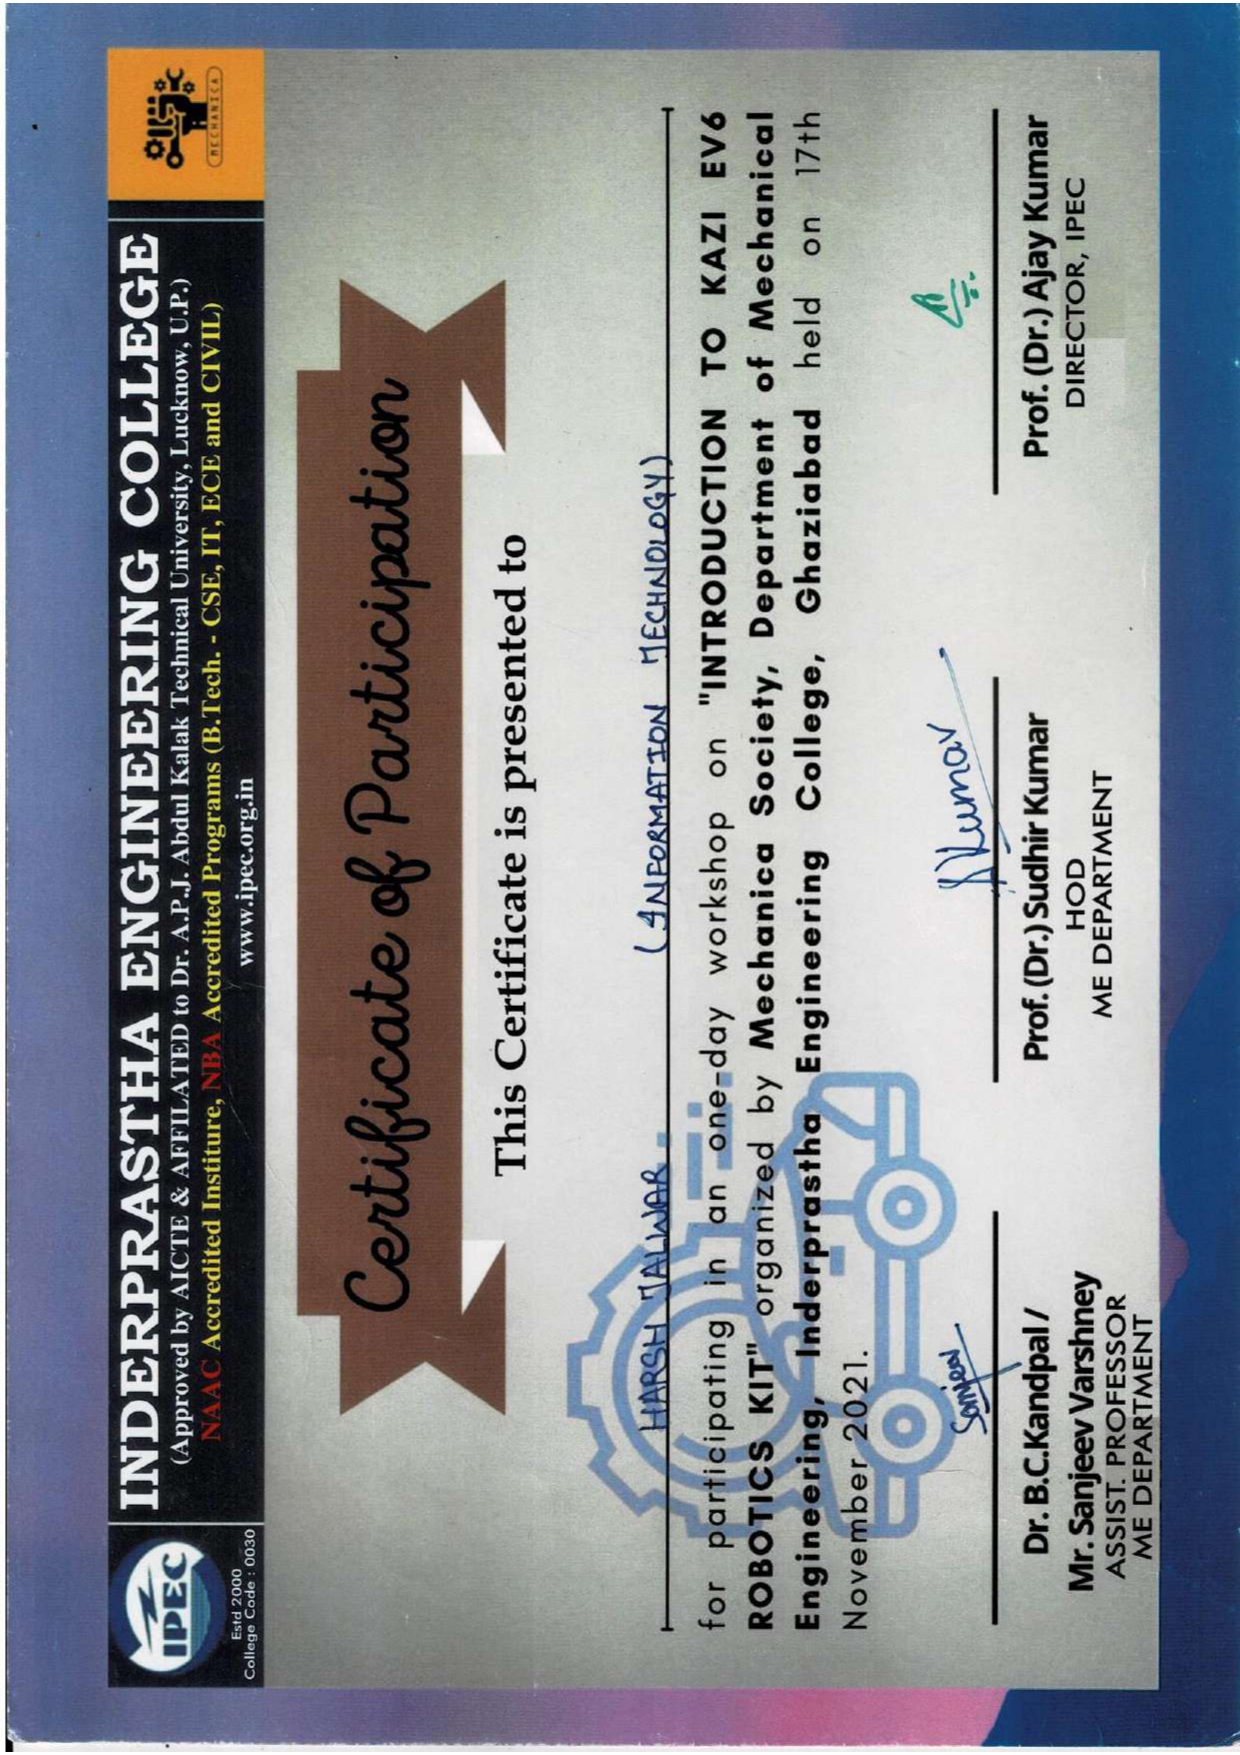 IPEC
Estd 2000
College Code : 0030
INDERPRASTHA ENGINEERING COLLEGE
(Approved by AICTE & AFFILATED to Dr. A.P.J. Abdul Kalak Technical University, Lucknow, U.P.)
NAAC Accredited Institure, NBA Accredited Programs (B.Tech. - CSE, IT, ECE and CIVIL)
www.ipec.org.in
MECHANICA
Certificate of Participation
This Certificate is presented to
HARSH TALWAR (INFORMATION TECHNOLOGY)
for participating in an one-day workshop on "INTRODUCTION TO KAZI EV6
ROBOTICS KIT" organized by Mechanica Society, Department of Mechanical
Engineering, Inderprastha Engineering College, Ghaziabad held on 17th
November 2021.
Sanjeev
SKumar
Dr. B.C.Kandpal /
Mr. Sanjeev Varshney
ASSIST. PROFESSOR
ME DEPARTMENT
Prof. (Dr.) Sudhir Kumar
HOD
ME DEPARTMENT
Prof. (Dr.) Ajay Kumar
DIRECTOR, IPEC